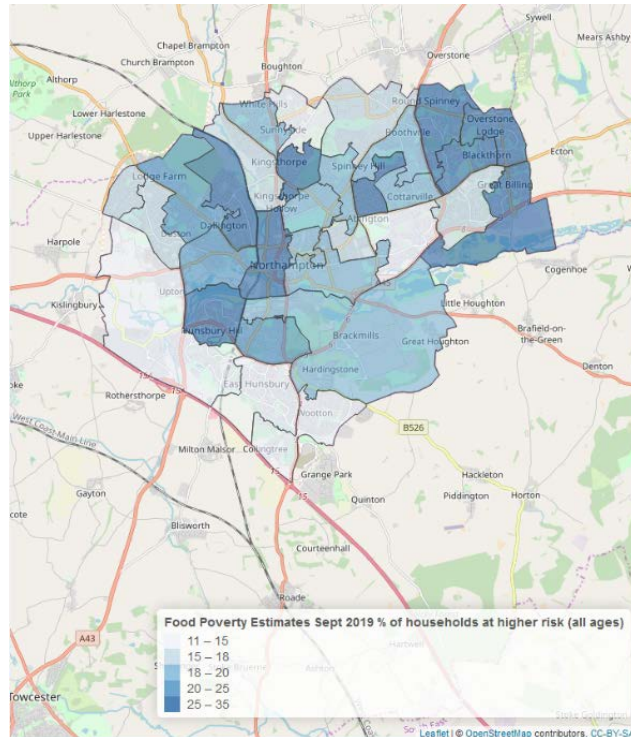 Sywell
Chapel Brampton
Mears Ashby
Overstone
Church Brampton
Boughton
Althorp
Althorp
Park
Lower Harlestone
White Hills
Round Spinney
Overstone
Lodge
Upper Harlestone
Boothville
Kingsthorpe
Blackthorn
Ecton
Lodge Farm
Spinney Hill
Great Billing
Kingsthorpe
Hollow
Cottarville
Abington
Harpole
Duston
Dallington
Northampton
Cogenhoe
Upton
Kislingbury
Little Houghton
Brackmills
Great Houghton
Brafield-on
-the-Green
Hardingstone
Denton
East Hunsbury
Rothersthorpe
Wootton
B526
West Coast Main Line
Milton Malsor
Collingtree
Grange Park
Hackleton
Gayton
Quinton
Piddington
Horton
Blisworth
Courteenhall
Roade
A43
Food Poverty Estimates Sept 2019 % of households at higher risk (all ages)
11 – 15
15 – 18
18 – 20
20 – 25
25 – 35
Towcester
Leaflet | © OpenStreetMap contributors, CC-BY-SA